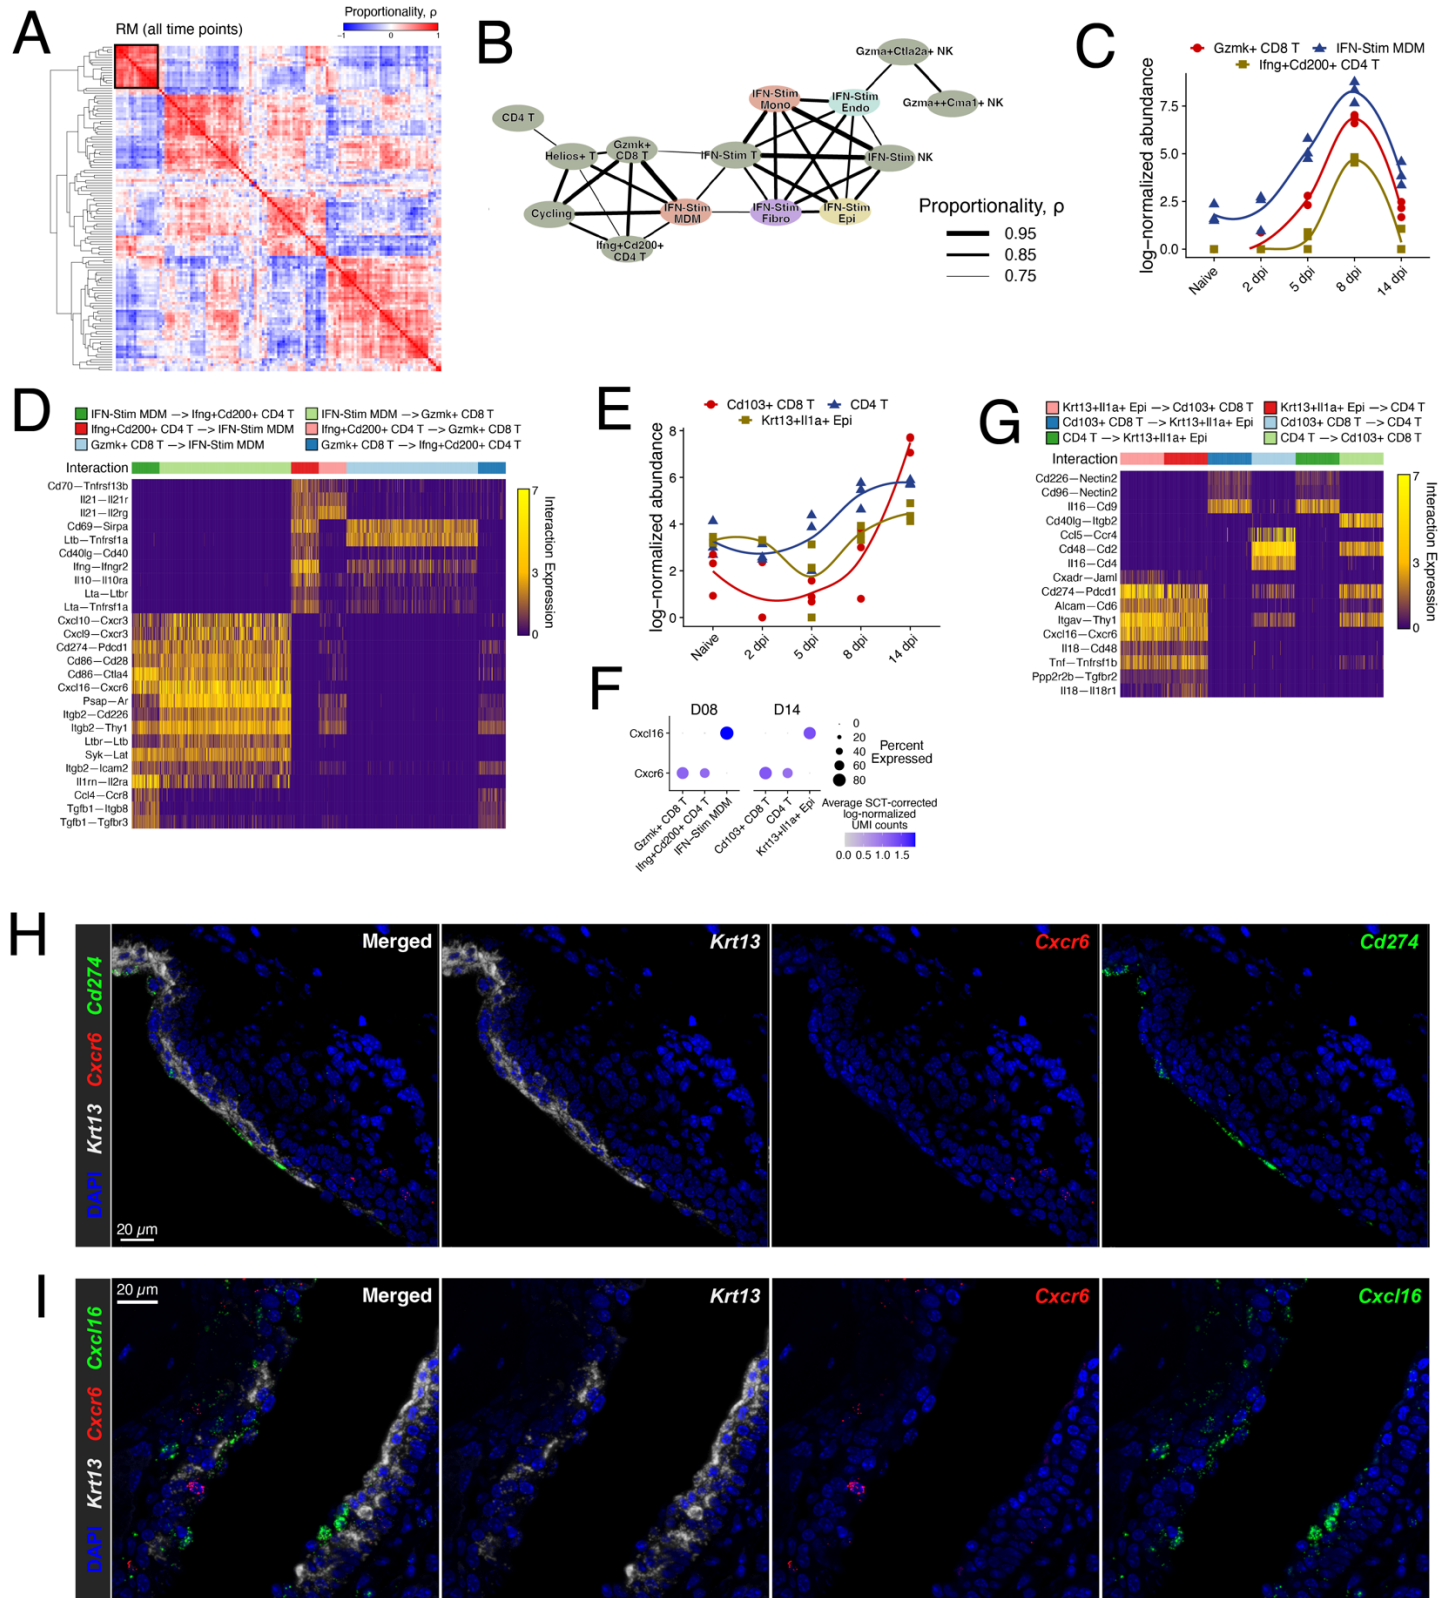 A
RM (all time points)
Proportionality, ρ
−1 0 1
B
CD4 T
Helios+ T
Gzmk+
CD8 T
Cycling
Ifng+Cd200+
CD4 T
IFN-Stim
MDM
IFN-Stim T
IFN-Stim
Mono
IFN-Stim
Endo
IFN-Stim NK
IFN-Stim
Fibro
IFN-Stim
Epi
Gzma+Ctla2a+ NK
Gzma++Cma1+ NK
Proportionality, ρ
0.95
0.85
0.75
C
Gzmk+ CD8 T IFN-Stim MDM
Ifng+Cd200+ CD4 T
log−normalized abundance
7.5
5.0
2.5
0.0
Naive 2 dpi 5 dpi 8 dpi 14 dpi
D
IFN-Stim MDM —> Ifng+Cd200+ CD4 T IFN-Stim MDM —> Gzmk+ CD8 T
Ifng+Cd200+ CD4 T —> IFN-Stim MDM Ifng+Cd200+ CD4 T —> Gzmk+ CD8 T
Gzmk+ CD8 T —> IFN-Stim MDM Gzmk+ CD8 T —> Ifng+Cd200+ CD4 T
Interaction
Cd70—Tnfrsf13b
Il21—Il21r
Il21—Il2rg
Cd69—Sirpa
Ltb—Tnfrsf1a
Cd40lg—Cd40
Ifng—Ifngr2
Il10—Il10ra
Lta—Ltbr
Lta—Tnfrsf1a
Cxcl10—Cxcr3
Cxcl9—Cxcr3
Cd274—Pdcd1
Cd86—Cd28
Cd86—Ctla4
Cxcl16—Cxcr6
Psap—Ar
Itgb2—Cd226
Itgb2—Thy1
Ltbr—Ltb
Syk—Lat
Itgb2—Icam2
Il1rn—Il2ra
Ccl4—Ccr8
Tgfb1—Itgb8
Tgfb1—Tgfbr3
7
3
0
Interaction Expression
E
Cd103+ CD8 T CD4 T
Krt13+Il1a+ Epi
log−normalized abundance
8
6
4
2
0
Naive 2 dpi 5 dpi 8 dpi 14 dpi
F
D08 D14
Cxcl16
Cxcr6
Gzmk+ CD8 T
Ifng+Cd200+ CD4 T
IFN−Stim MDM
Cd103+ CD8 T
CD4 T
Krt13+Il1a+ Epi
0
20
40
60
80
Percent
Expressed
Average SCT-corrected
log-normalized
UMI counts
0.0 0.5 1.0 1.5
G
Krt13+Il1a+ Epi —> Cd103+ CD8 T Krt13+Il1a+ Epi —> CD4 T
Cd103+ CD8 T —> Krt13+Il1a+ Epi Cd103+ CD8 T —> CD4 T
CD4 T —> Krt13+Il1a+ Epi CD4 T —> Cd103+ CD8 T
Interaction
Cd226—Nectin2
Cd96—Nectin2
Il16—Cd9
Cd40lg—Itgb2
Ccl5—Ccr4
Cd48—Cd2
Il16—Cd4
Cxadr—Jaml
Cd274—Pdcd1
Alcam—Cd6
Itgav—Thy1
Cxcl16—Cxcr6
Il18—Cd48
Tnf—Tnfrsf1b
Ppp2r2b—Tgfbr2
Il18—Il18r1
7
3
0
Interaction Expression
H
DAPI Krt13 Cxcr6 Cd274
Merged
Krt13
Cxcr6
Cd274
20 µm
I
DAPI Krt13 Cxcr6 Cxcl16
20 µm
Merged
Krt13
Cxcr6
Cxcl16